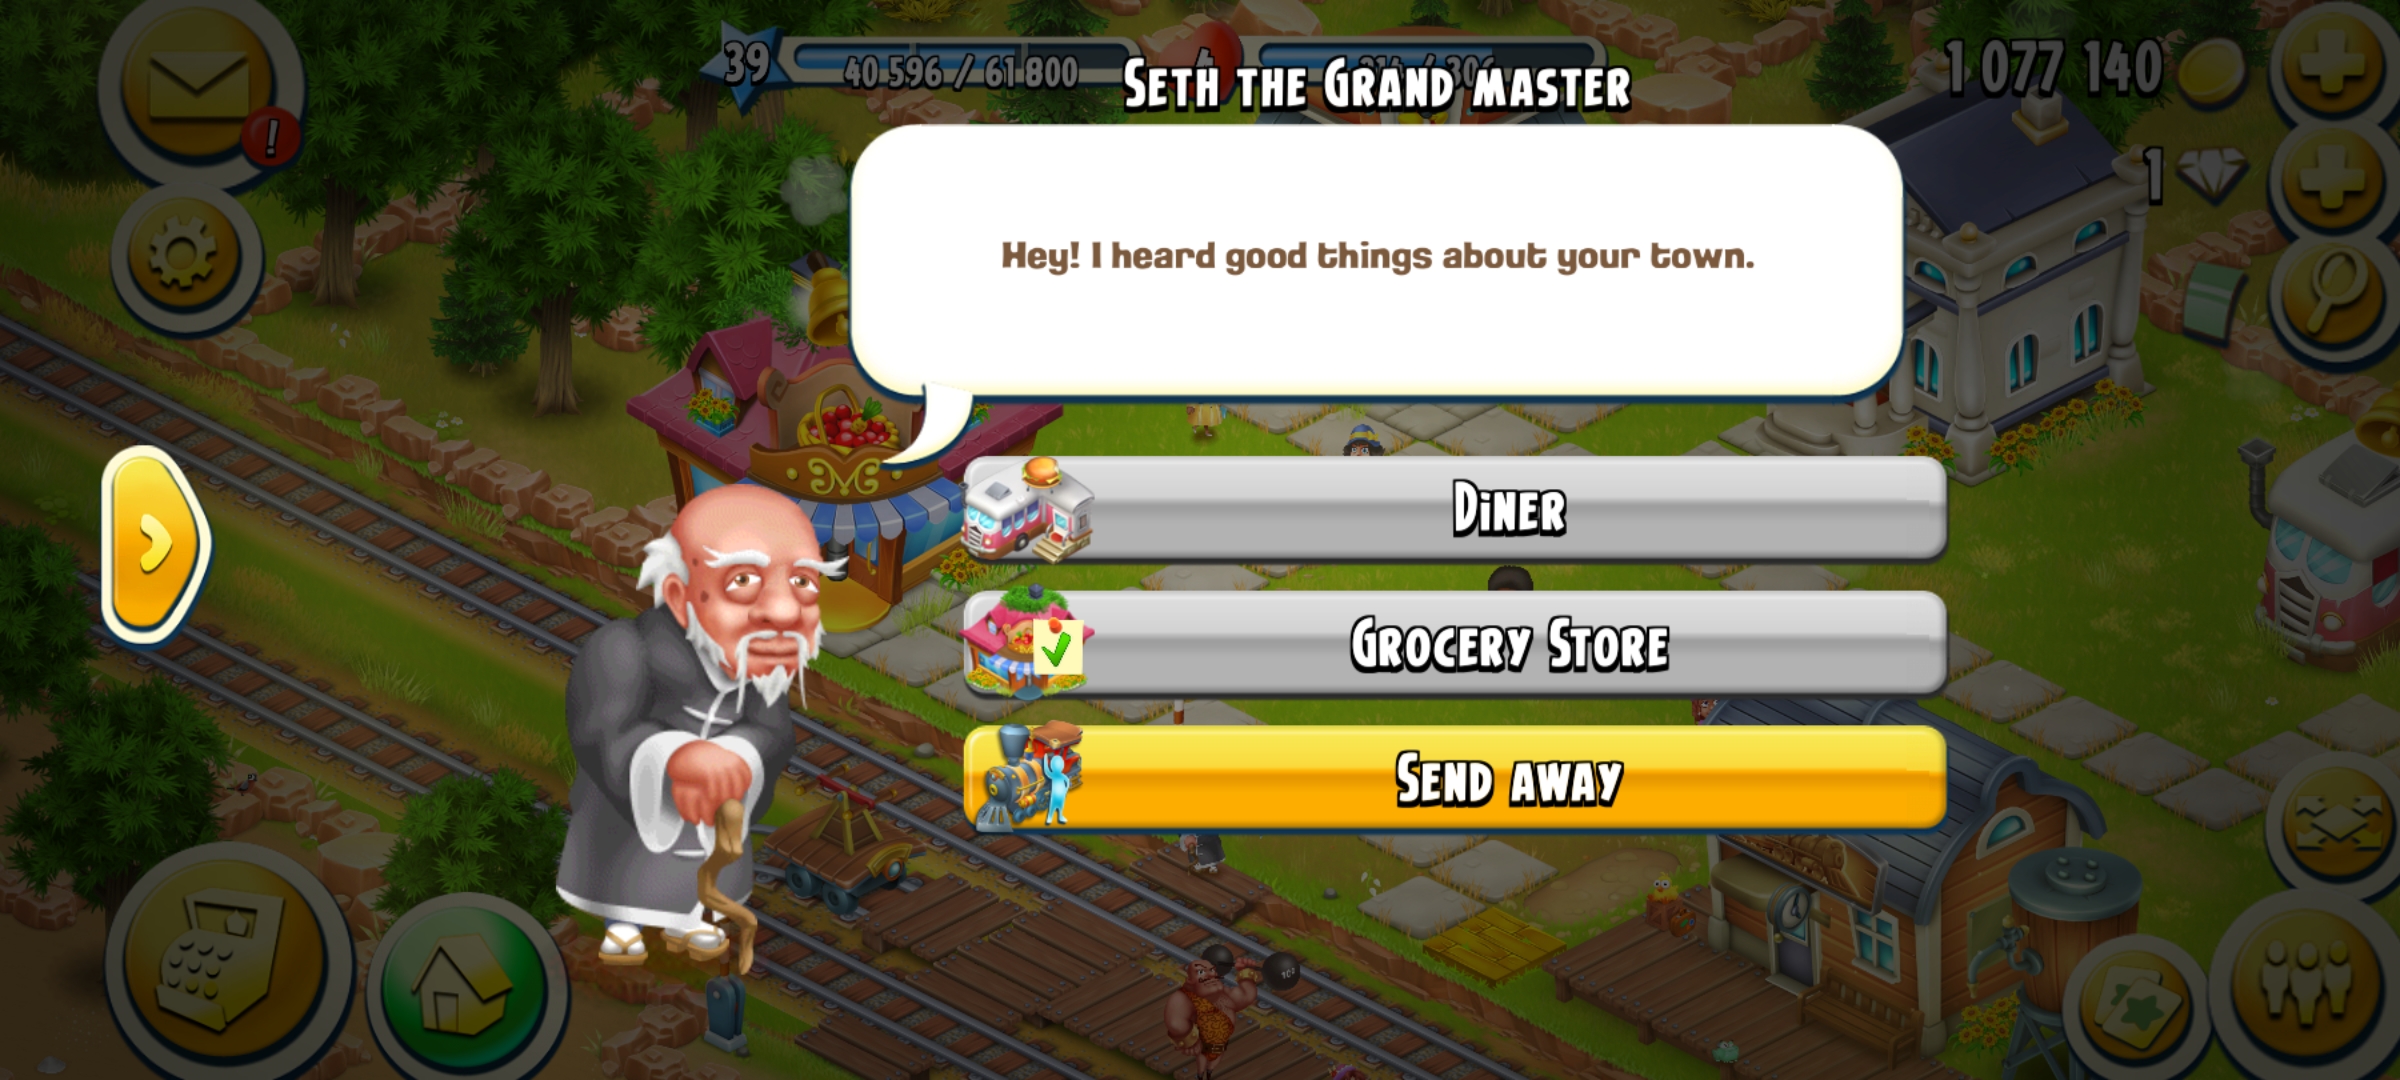 39
40 596 / 61 800
4
SETH THE GRAND MASTER
1 077 140
1
Hey! I heard good things about your town.
DINER
GROCERY STORE
SEND AWAY